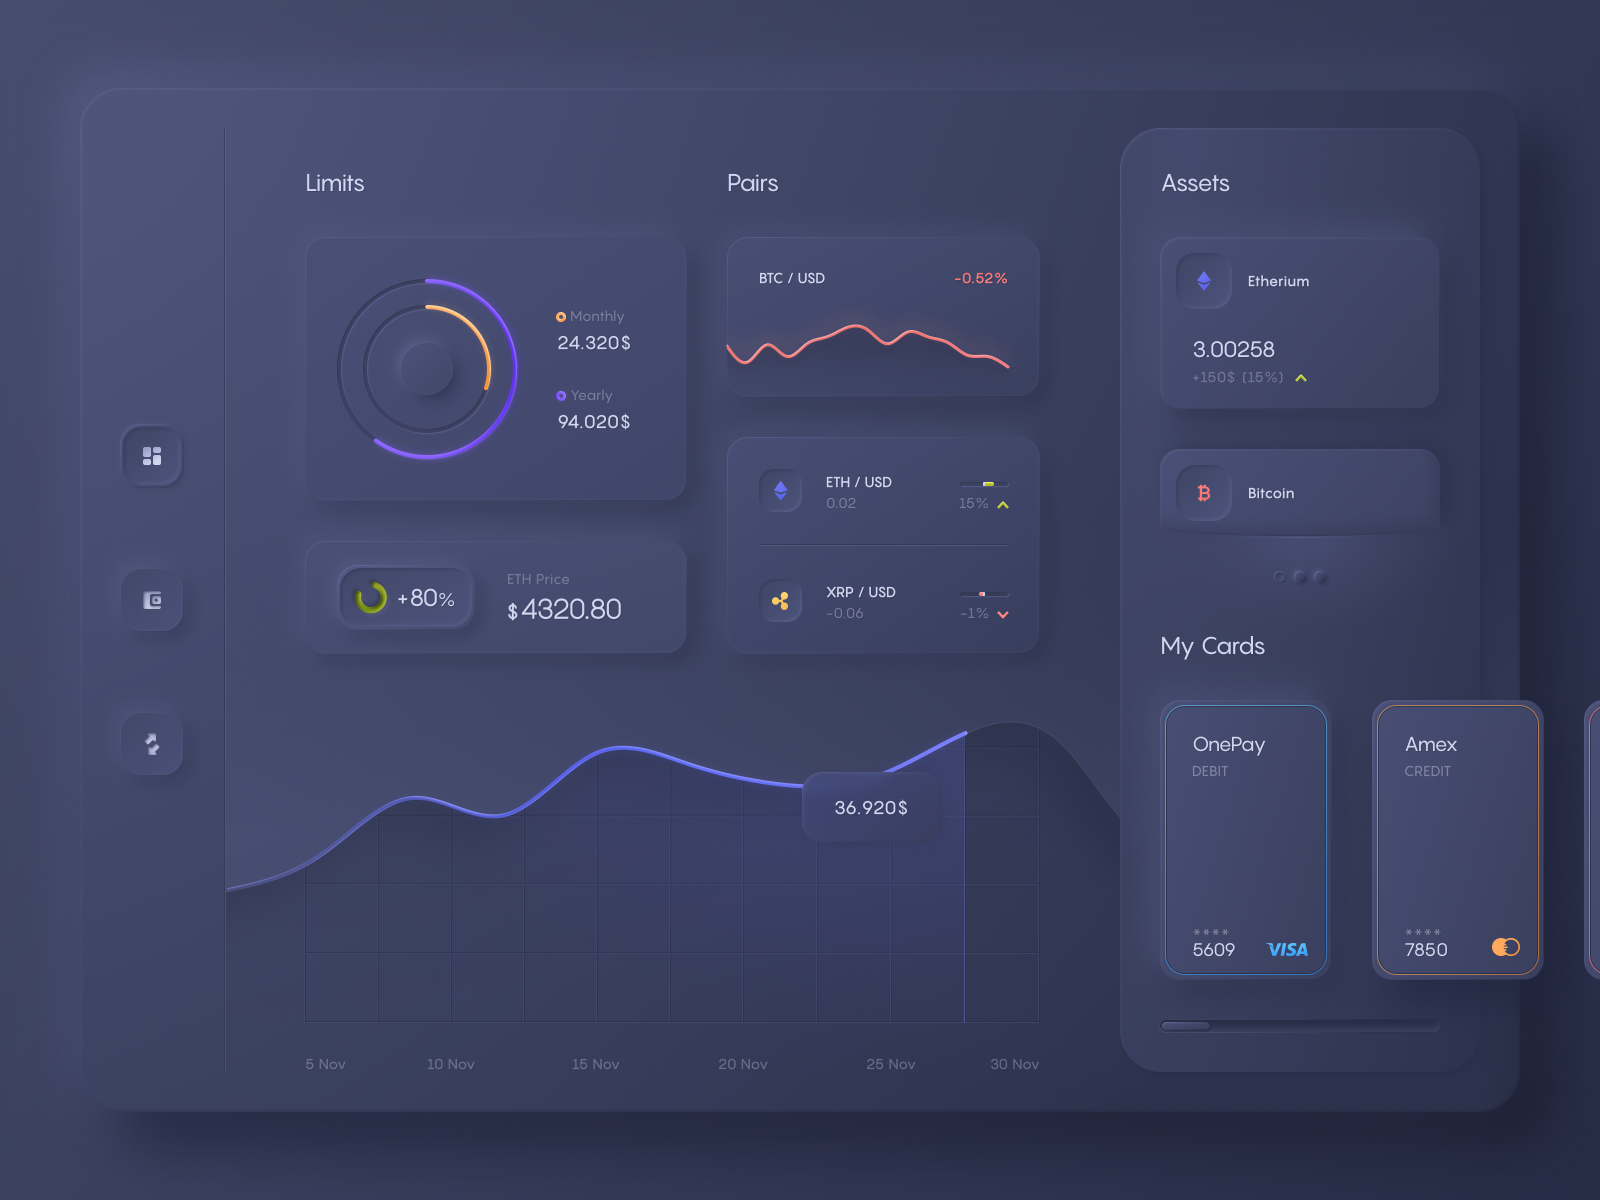 Limits
Monthly
24.320$
Yearly
94.020$
+80%
ETH Price
$4320.80
Pairs
BTC / USD
-0.52%
ETH / USD
0.02
15%
XRP / USD
-0.06
-1%
36.920$
5 Nov
10 Nov
15 Nov
20 Nov
25 Nov
30 Nov
Assets
Etherium
3.00258
+150$ (15%)
Bitcoin
My Cards
OnePay
DEBIT
****
5609
VISA
Amex
CREDIT
****
7850